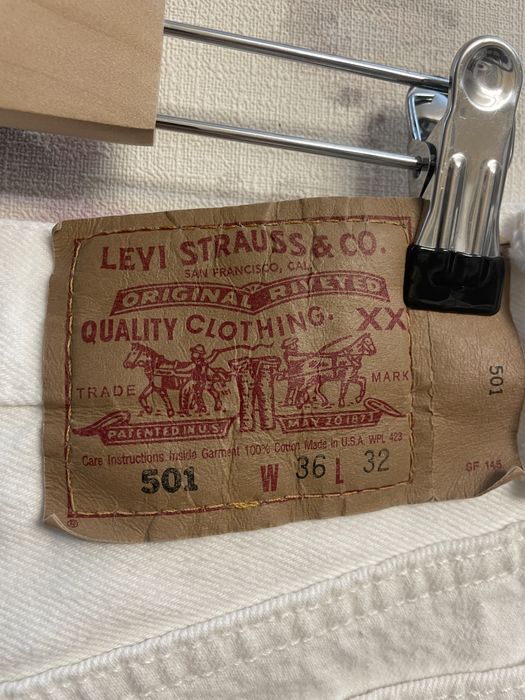 LEVI STRAUSS & CO.
SAN FRANCISCO, CAL.
ORIGINAL RIVETED
QUALITY CLOTHING. XX
TRADE MARK
PATENTED IN U.S. MAY 20 1873
Care Instructions Inside Garment 100% Cotton Made in U.S.A. WPL 423
501 W 36 L 32
®
501
SF 145